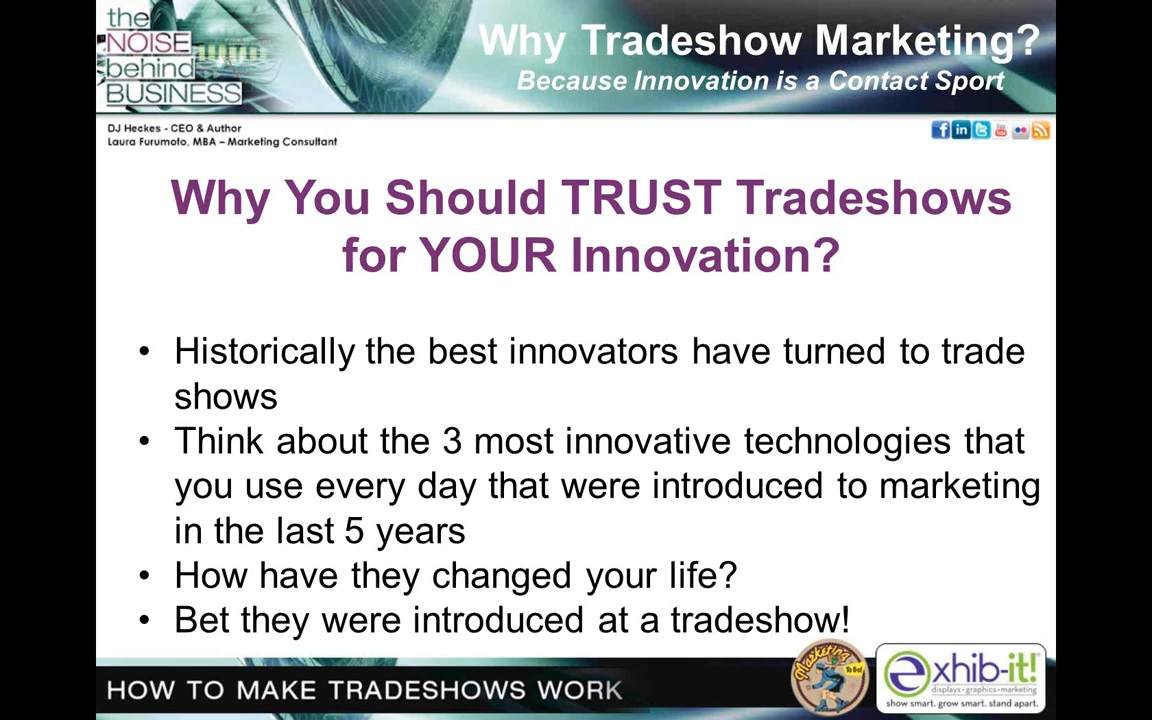 the
NOISE
behind
BUSINESS
Why Tradeshow Marketing?
Because Innovation is a Contact Sport
DJ Heckes - CEO & Author
Laura Furumoto, MBA – Marketing Consultant
Why You Should TRUST Tradeshows
for YOUR Innovation?
• Historically the best innovators have turned to trade
shows
• Think about the 3 most innovative technologies that
you use every day that were introduced to marketing
in the last 5 years
• How have they changed your life?
• Bet they were introduced at a tradeshow!
HOW TO MAKE TRADESHOWS WORK
Marketing
To Go!
exhib-it!
displays•graphics•marketing
show smart. grow smart. stand apart.